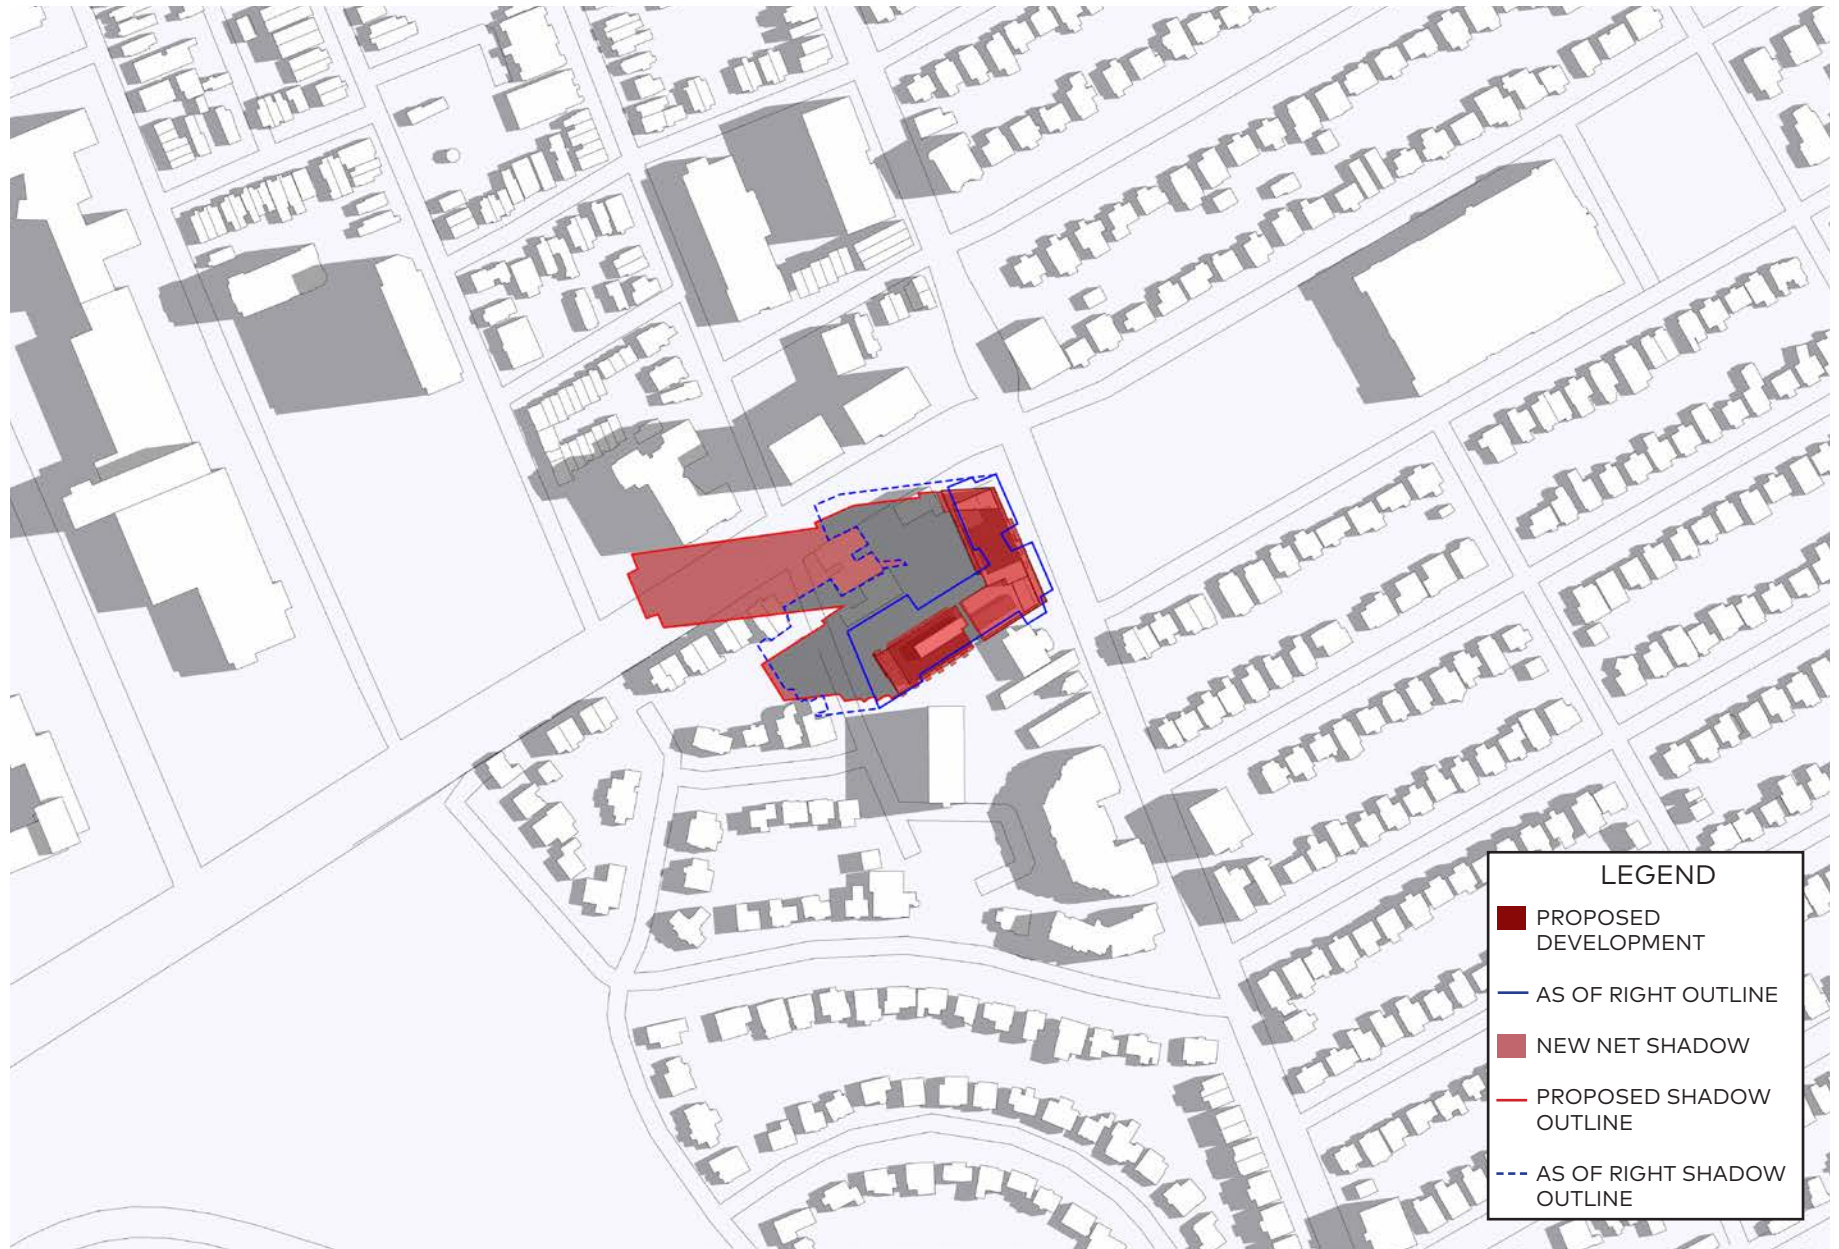 LEGEND
PROPOSED
DEVELOPMENT
AS OF RIGHT OUTLINE
NEW NET SHADOW
PROPOSED SHADOW
OUTLINE
AS OF RIGHT SHADOW
OUTLINE